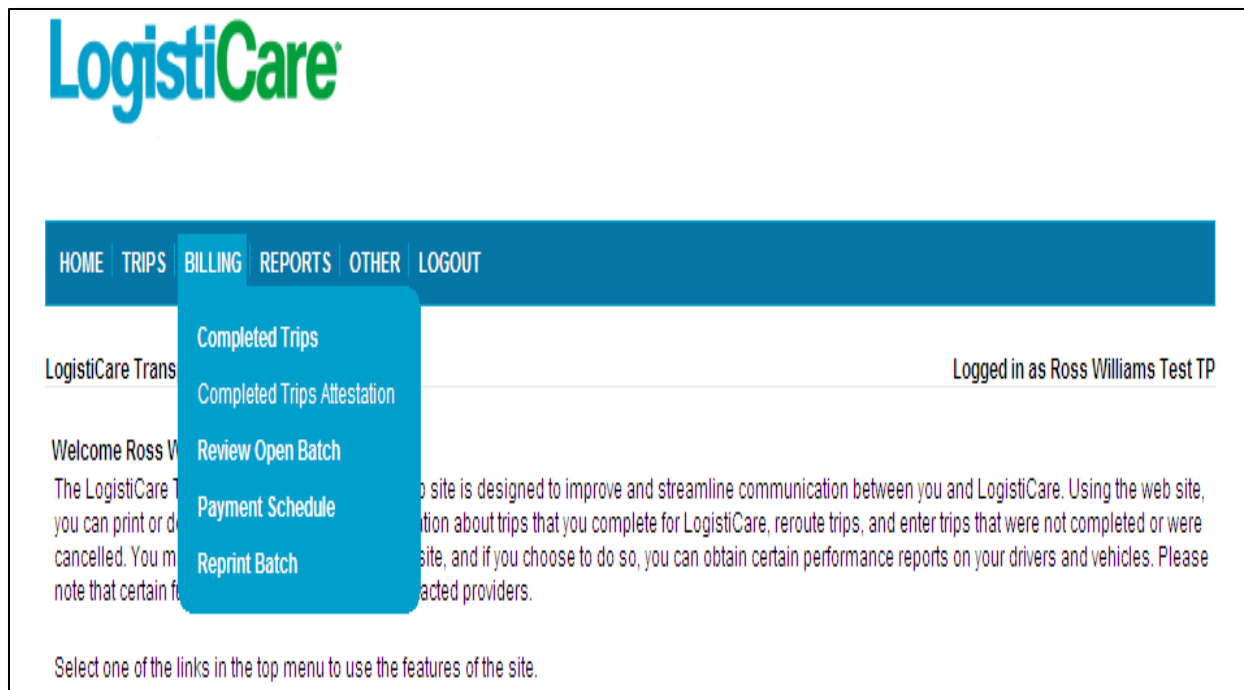 LogistiCare
HOME TRIPS BILLING REPORTS OTHER LOGOUT
Completed Trips
Completed Trips Attestation
Review Open Batch
Payment Schedule
Reprint Batch
LogistiCare Trans Logged in as Ross Williams Test TP
Welcome Ross
The LogistiCare site is designed to improve and streamline communication between you and LogistiCare. Using the web site,
you can print or about trips that you complete for LogistiCare, reroute trips, and enter trips that were not completed or were
cancelled. You site, and if you choose to do so, you can obtain certain performance reports on your drivers and vehicles. Please
note that certain providers.
Select one of the links in the top menu to use the features of the site.